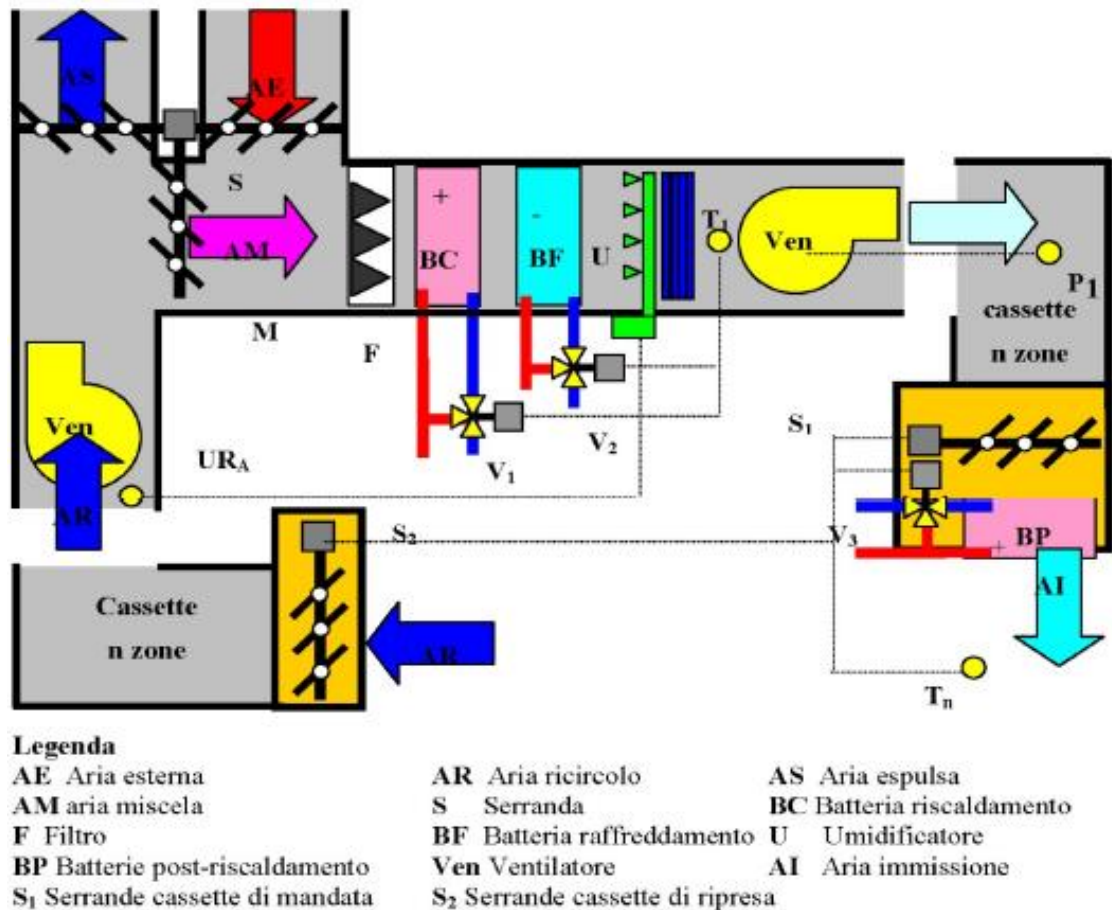 AS
AE
S
AM
+
BC
-
BF
U
T₁
Ven
P₁
cassette
n zone
M
F
Ven
AR
URA
V₁
V₂
S₁
V₃
+
BP
AI
S₂
Cassette
n zone
AR
Tn
Legenda
AE Aria esterna AR Aria ricircolo AS Aria espulsa
AM aria miscela S Serranda BC Batteria riscaldamento
F Filtro BF Batteria raffreddamento U Umidificatore
BP Batterie post-riscaldamento Ven Ventilatore AI Aria immissione
S₁ Serrande cassette di mandata S₂ Serrande cassette di ripresa